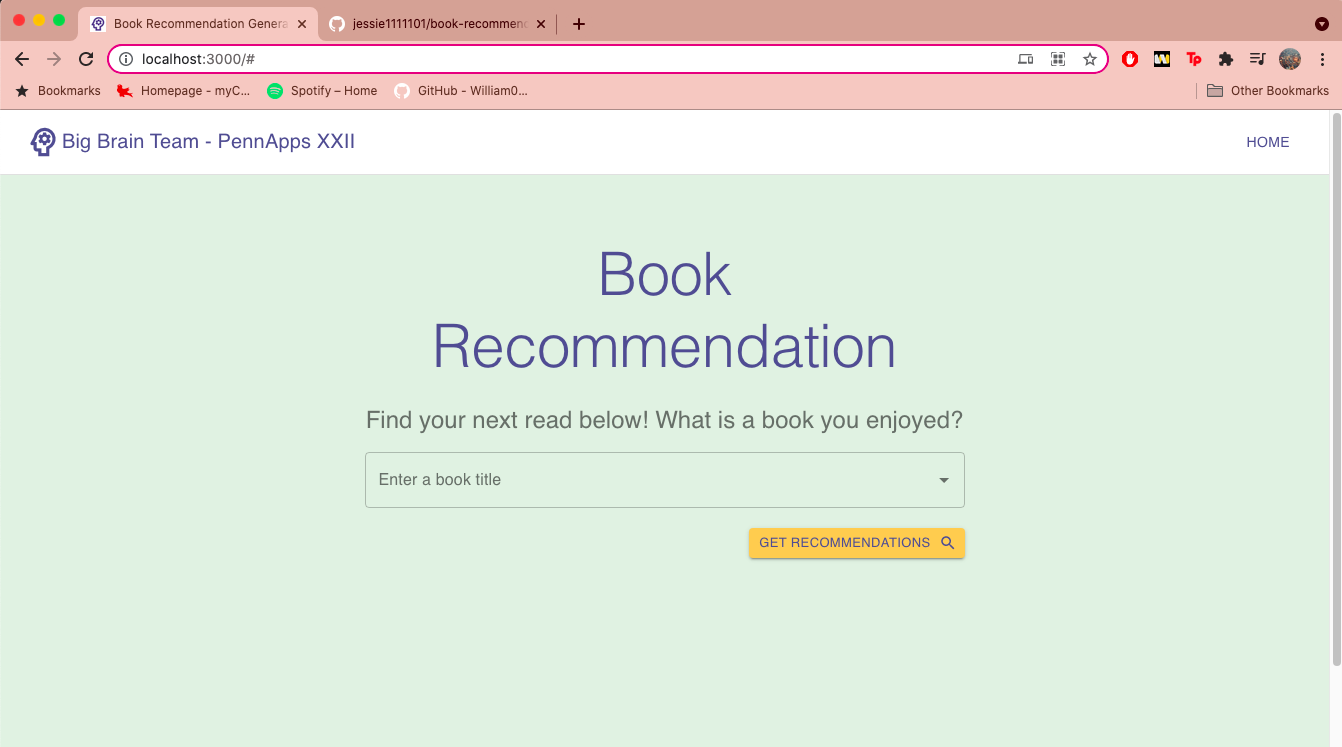 Book Recommendation Genera
jessie1111101/book-recommend
localhost:3000/#
W
Tp
Bookmarks
Homepage - myC...
Spotify – Home
GitHub - William0...
Other Bookmarks
Big Brain Team - PennApps XXII
HOME
Book
Recommendation
Find your next read below! What is a book you enjoyed?
Enter a book title
GET RECOMMENDATIONS